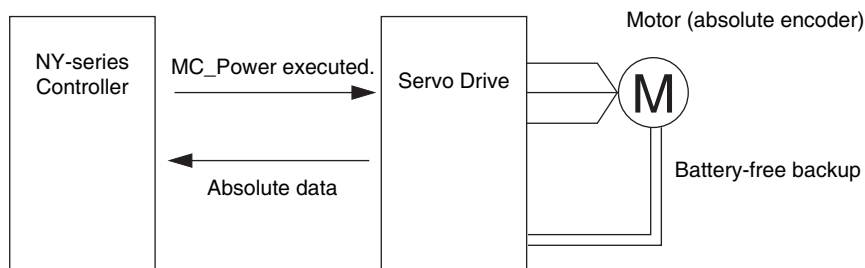 Motor (absolute encoder)
NY-series
Controller
MC_Power executed.
Servo Drive
M
Absolute data
Battery-free backup